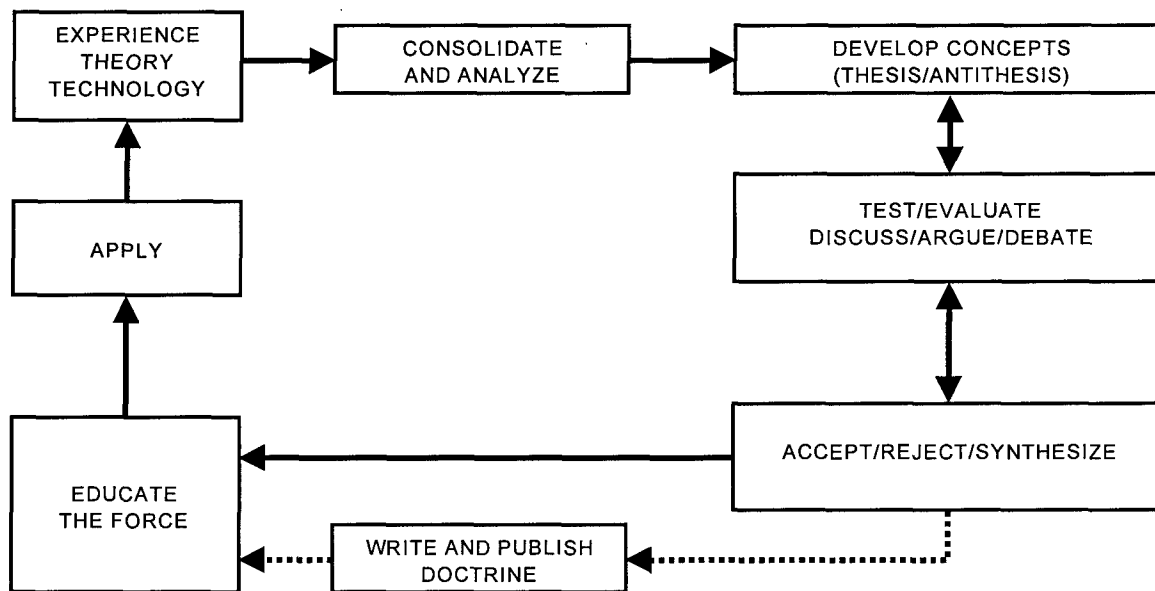 EXPERIENCE
THEORY
TECHNOLOGY
CONSOLIDATE
AND ANALYZE
DEVELOP CONCEPTS
(THESIS/ANTITHESIS)
TEST/EVALUATE
DISCUSS/ARGUE/DEBATE
APPLY
ACCEPT/REJECT/SYNTHESIZE
EDUCATE
THE FORCE
WRITE AND PUBLISH
DOCTRINE